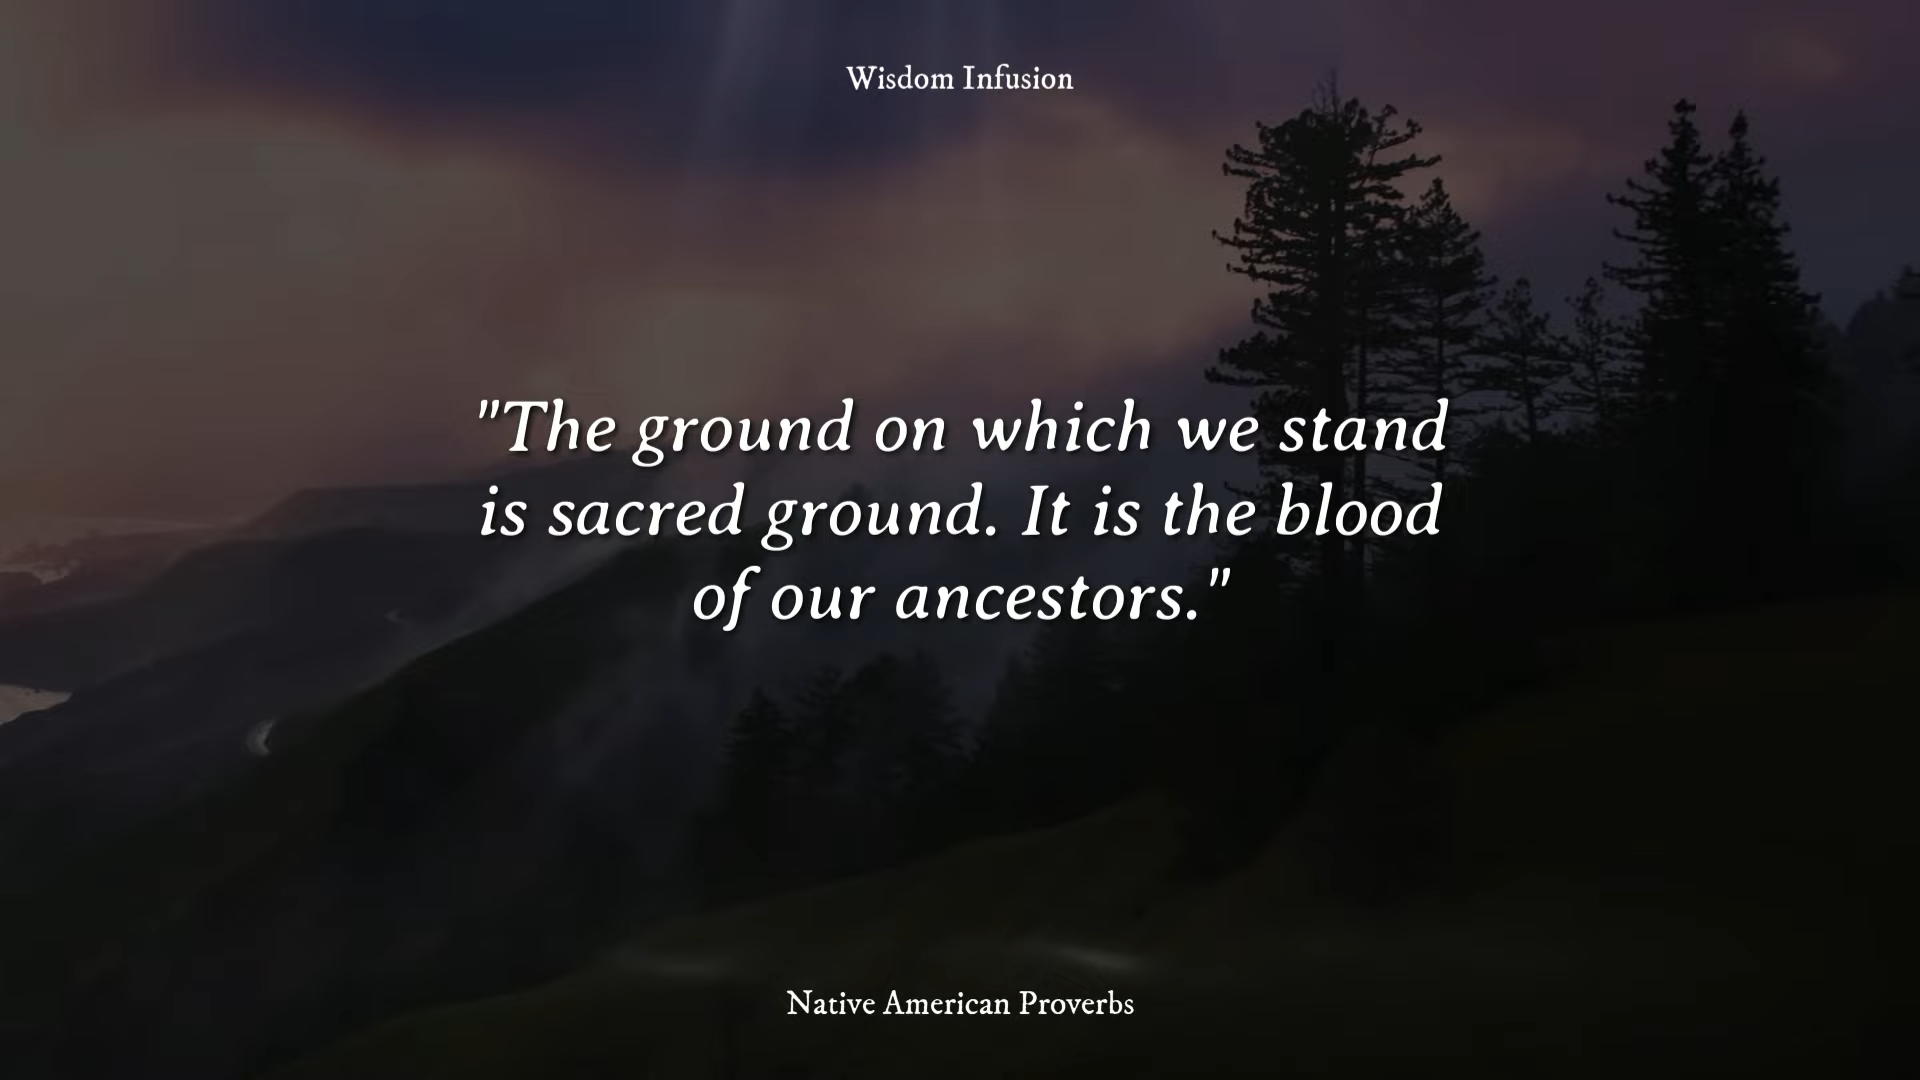 Wisdom Infusion
"The ground on which we stand
is sacred ground. It is the blood
of our ancestors."
Native American Proverbs